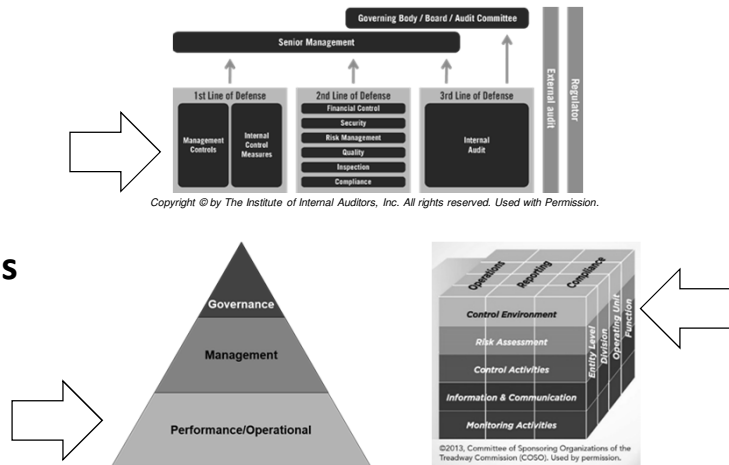 Governing Body / Board / Audit Committee
Senior Management
1st Line of Defense
Management
Controls
Internal
Control
Measures
2nd Line of Defense
Financial Control
Security
Risk Management
Quality
Inspection
Compliance
3rd Line of Defense
Internal
Audit
External audit
Regulator
Copyright © by The Institute of Internal Auditors, Inc. All rights reserved. Used with Permission.
s
Governance
Management
Performance/Operational
Operations
Reporting
Compliance
Control Environment
Risk Assessment
Control Activities
Information & Communication
Monitoring Activities
Entity Level
Division
Operating Unit
Function
©2013, Committee of Sponsoring Organizations of the
Treadway Commission (COSO). Used by permission.